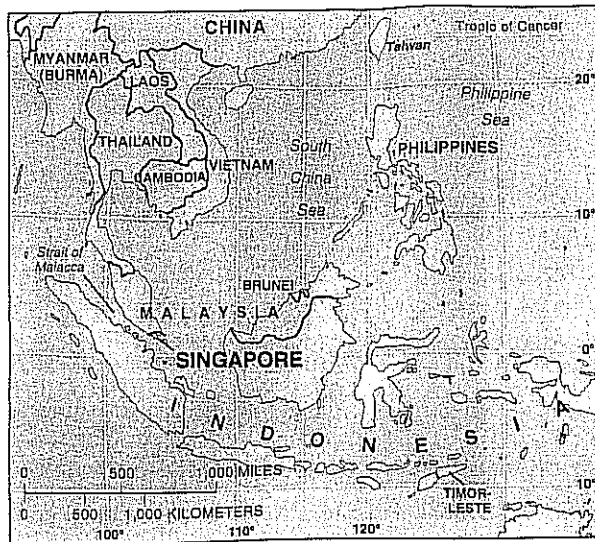 CHINA
Tropic of Cancer
Taiwan
MYANMAR
(BURMA)
LAOS
20°
Philippine
Sea
THAILAND
South
China
Sea
PHILIPPINES
VIETNAM
CAMBODIA
10°
Strait of
Malacca
BRUNEI
MALAYSIA
SINGAPORE
0°
INDONESIA
0 500 1,000 MILES
0 500 1,000 KILOMETERS
TIMOR-
LESTE
10°
100° 110° 120°